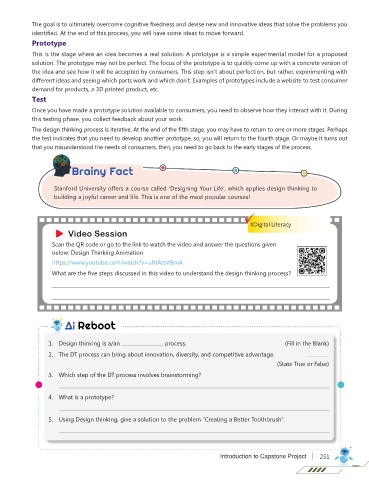 The goal is to ultimately overcome cognitive fixedness and devise new and innovative ideas that solve the problems you
identified. At the end of this process, you will have some ideas to move forward.
Prototype
This is the stage where an idea becomes a real solution. A prototype is a simple experimental model for a proposed
solution. The prototype may not be perfect. The focus of the prototype is to quickly come up with a concrete version of
the idea and see how it will be accepted by consumers. This step isn't about perfection, but rather, experimenting with
different ideas and seeing which parts work and which don't. Examples of prototypes include a website to test consumer
demand for products, a 3D printed product, etc.
Test
Once you have made a prototype solution available to consumers, you need to observe how they interact with it. During
this testing phase, you collect feedback about your work.
The design thinking process is iterative. At the end of the fifth stage, you may have to return to one or more stages. Perhaps
the test indicates that you need to develop another prototype, so, you will return to the fourth stage. Or maybe it turns out
that you misunderstood the needs of consumers, then, you need to go back to the early stages of the process.
Brainy Fact
Stanford University offers a course called 'Designing Your Life', which applies design thinking to
building a joyful career and life. This is one of the most popular courses!
#Digital Literacy
Video Session
Scan the QR code or go to the link to watch the video and answer the questions given
below: Design Thinking Animation
What are the five steps discussed in this video to understand the design thinking process?
Ai Reboot
1. Design thinking is a/an ____________ process. (Fill in the Blank)
2. The DT process can bring about innovation, diversity, and competitive advantage.
(State True or False)
3. Which step of the DT process involves brainstorming?
4. What is a prototype?
5. Using Design thinking, give a solution to the problem "Creating a Better Toothbrush".
Introduction to Capstone Project 251